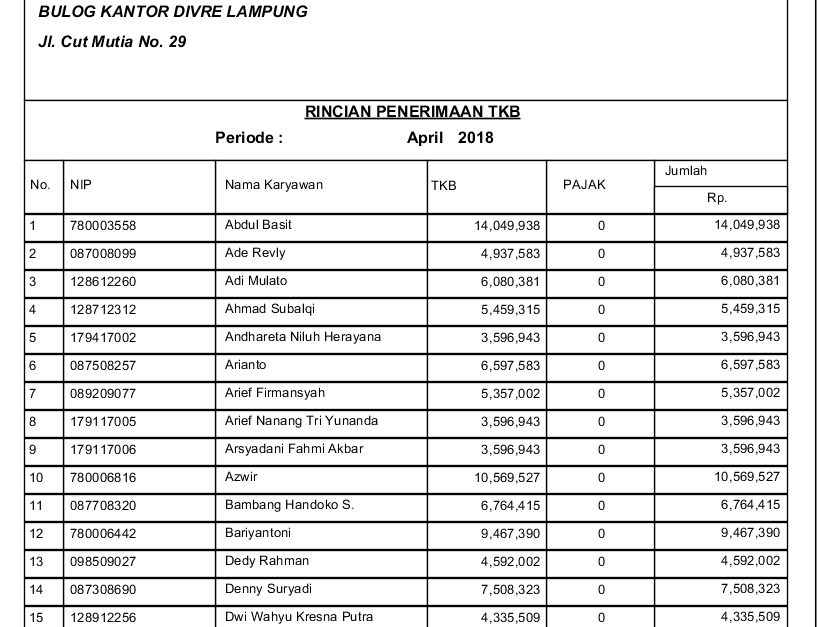 BULOG KANTOR DIVRE LAMPUNG
Jl. Cut Mutia No. 29
RINCIAN PENERIMAAN TKB
Periode : April 2018
No. NIP Nama Karyawan TKB PAJAK Jumlah
Rp.
1 780003558 Abdul Basit 14,049,938 0 14,049,938
2 087008099 Ade Revly 4,937,583 0 4,937,583
3 128612260 Adi Mulato 6,080,381 0 6,080,381
4 128712312 Ahmad Subalqi 5,459,315 0 5,459,315
5 179417002 Andhareta Niluh Herayana 3,596,943 0 3,596,943
6 087508257 Arianto 6,597,583 0 6,597,583
7 089209077 Arief Firmansyah 5,357,002 0 5,357,002
8 179117005 Arief Nanang Tri Yunanda 3,596,943 0 3,596,943
9 179117006 Arsyadani Fahmi Akbar 3,596,943 0 3,596,943
10 780006816 Azwir 10,569,527 0 10,569,527
11 087708320 Bambang Handoko S. 6,764,415 0 6,764,415
12 780006442 Bariyantoni 9,467,390 0 9,467,390
13 098509027 Dedy Rahman 4,592,002 0 4,592,002
14 087308690 Denny Suryadi 7,508,323 0 7,508,323
15 128912256 Dwi Wahyu Kresna Putra 4,335,509 0 4,335,509